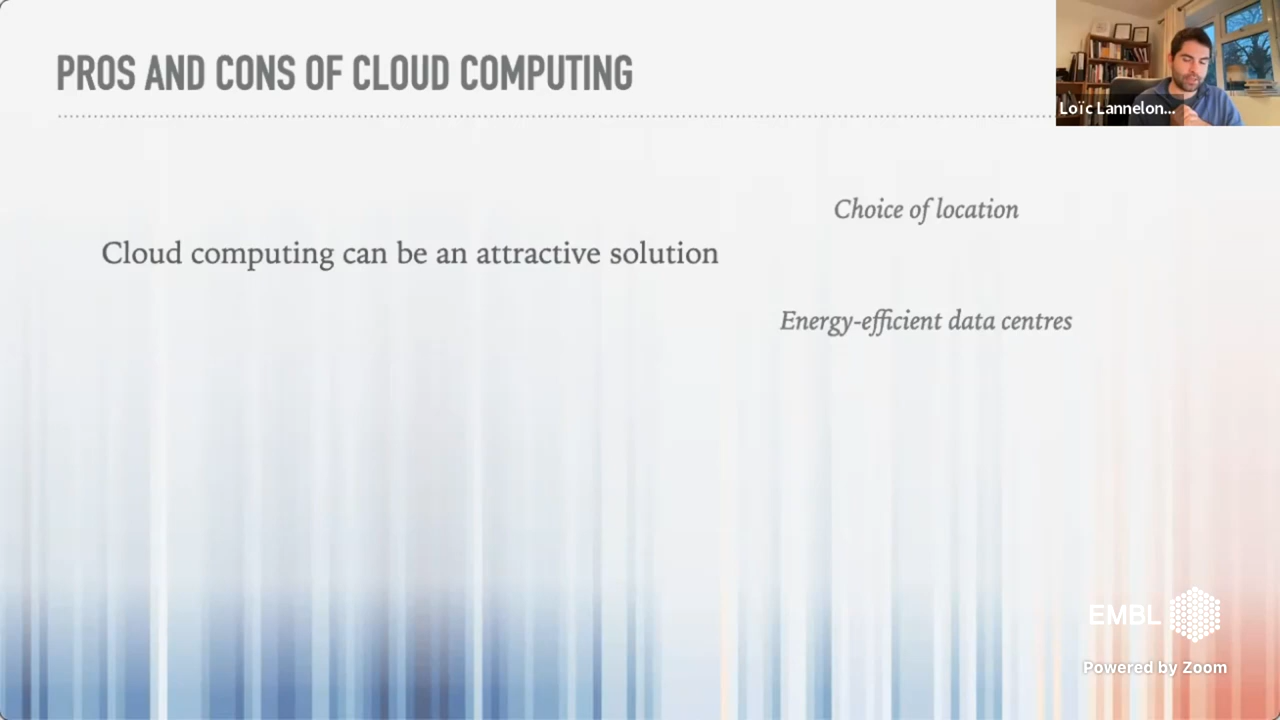 PROS AND CONS OF CLOUD COMPUTING
Loïc Lannelon...
Choice of location
Cloud computing can be an attractive solution
Energy-efficient data centres
EMBL
Powered by Zoom